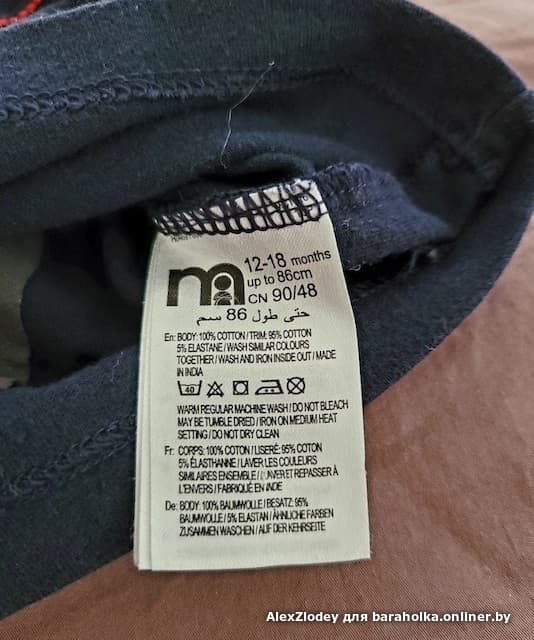 12-18 months
up to 86cm
CN 90/48
حتى طول 86 سم
En: BODY: 100% COTTON / TRIM: 95% COTTON
5% ELASTANE / WASH SIMILAR COLOURS
TOGETHER / WASH AND IRON INSIDE OUT / MADE
IN INDIA
40
WARM REGULAR MACHINE WASH / DO NOT BLEACH
MAY BE TUMBLE DRIED / IRON ON MEDIUM HEAT
SETTING / DO NOT DRY CLEAN
Fr: CORPS: 100% COTON / LISERÉ: 95% COTON
5% ÉLASTHANNE / LAVER LES COULEURS
SIMILAIRES ENSEMBLE / ET REPASSER À
L'ENVERS / FABRIQUÉ EN INDE
De: BODY: 100% BAUMWOLLE / BESATZ: 95%
BAUMWOLLE / 5% ELASTAN / ÄHNLICHE FARBEN
ZUSAMMEN WASCHEN / AUF DER KEHRSEITE
AlexZlodey для baraholka.onliner.by